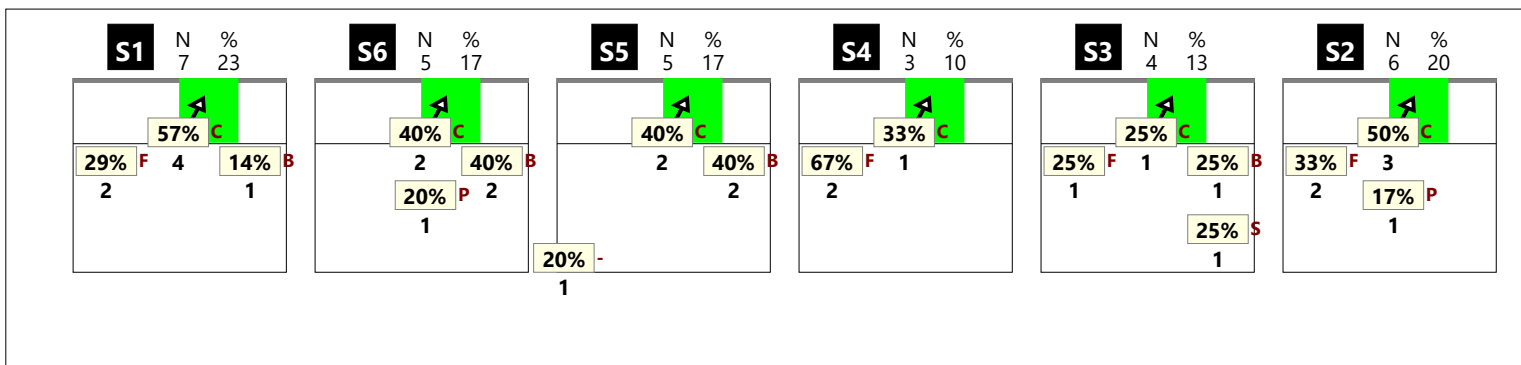 S1 N % S6 N % S5 N % S4 N % S3 N % S2 N %
7 23 5 17 5 17 3 10 4 13 6 20
57% C 40% C 40% C 33% C 25% C 50% C
29% F 4 14% B 2 40% B 2 40% B 67% F 1 25% F 1 25% B 33% F 3
2 1 20% P 2 2 2 1 1 2 17% P
1 1
25% S
20% - 1
1